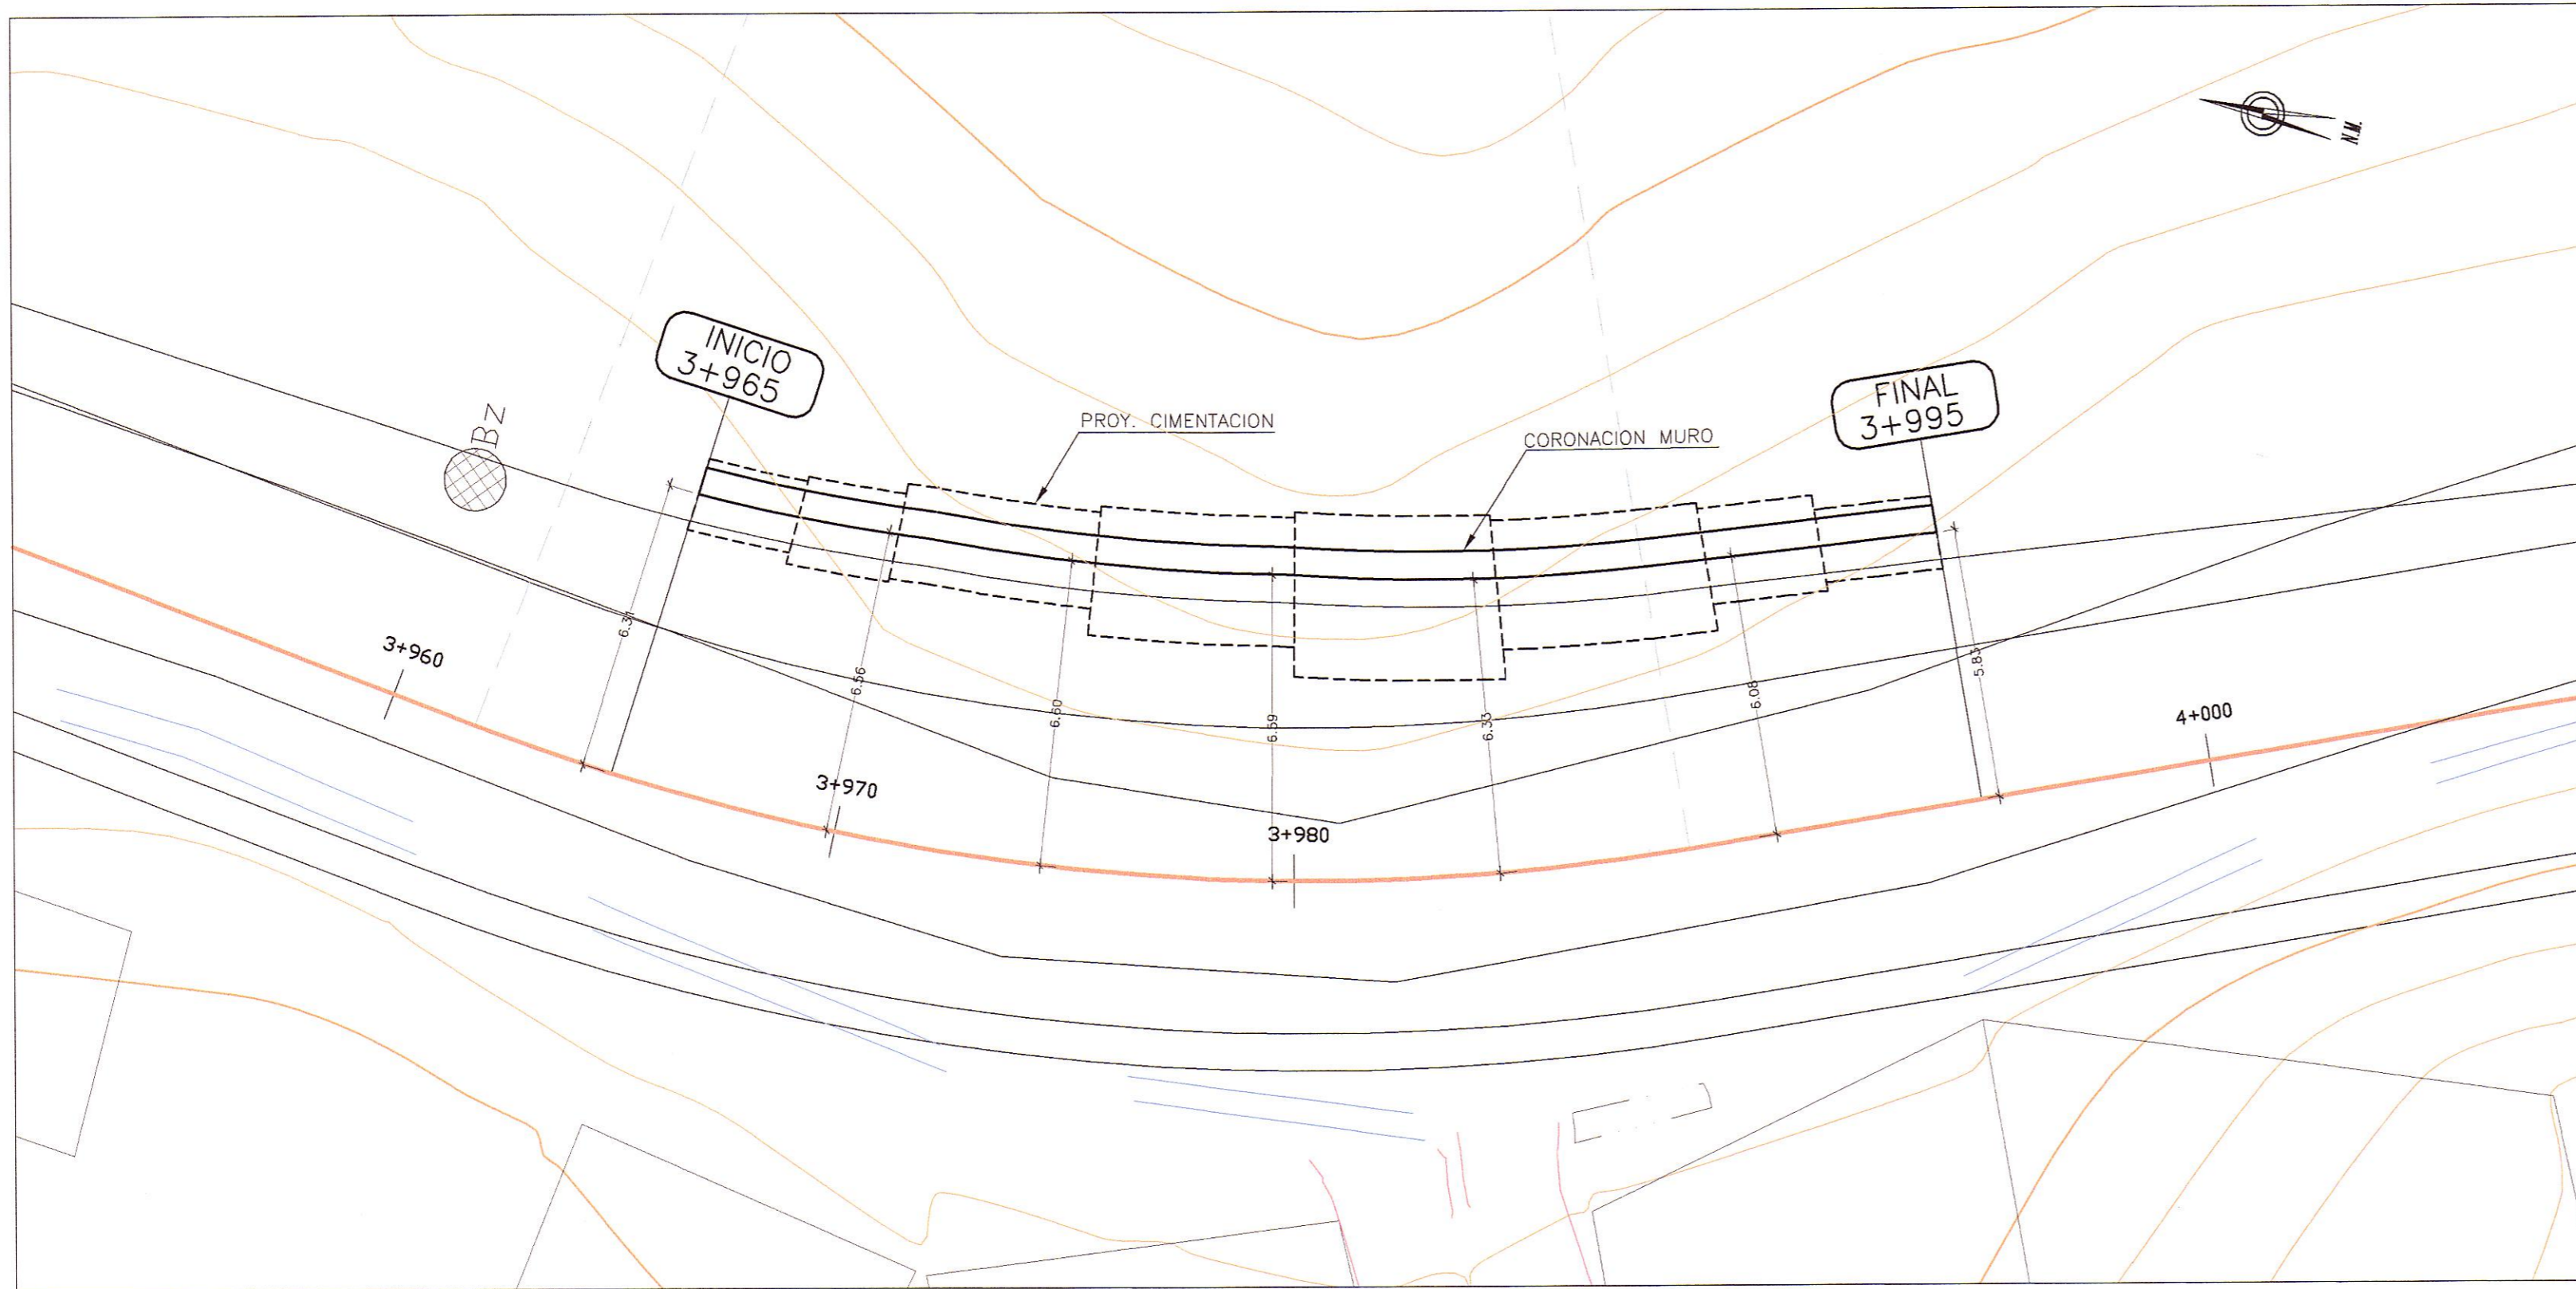 N.M.
INICIO
3+965
FINAL
3+995
BZ
PROY. CIMENTACION
CORONACION MURO
6.31
3+960
6.56
6.60
6.59
6.33
6.08
5.83
4+000
3+970
3+980